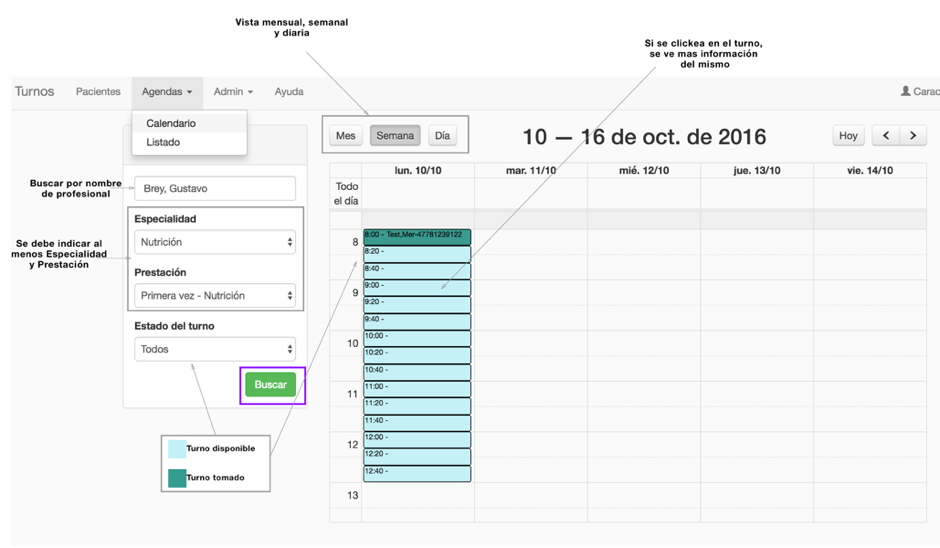 Vista mensual, semanal
y diaria
Si se clickea en el turno,
se ve mas información
del mismo
Turnos Pacientes Agendas Admin Ayuda Carac
Calendario
Listado
Mes Semana Día
10 — 16 de oct. de 2016
Hoy
lun. 10/10 mar. 11/10 mié. 12/10 jue. 13/10 vie. 14/10
Todo
el día
Buscar por nombre
de profesional
Brey, Gustavo
Especialidad
Nutrición
Se debe indicar al
menos Especialidad
y Prestación
Prestación
Primera vez - Nutrición
Estado del turno
Todos
Buscar
Turno disponible
Turno tomado
8
8:00 - Test,Mer-47781239122
8:20 -
8:40 -
9
9:00 -
9:20 -
9:40 -
10
10:00 -
10:20 -
10:40 -
11
11:00 -
11:20 -
11:40 -
12
12:00 -
12:20 -
12:40 -
13